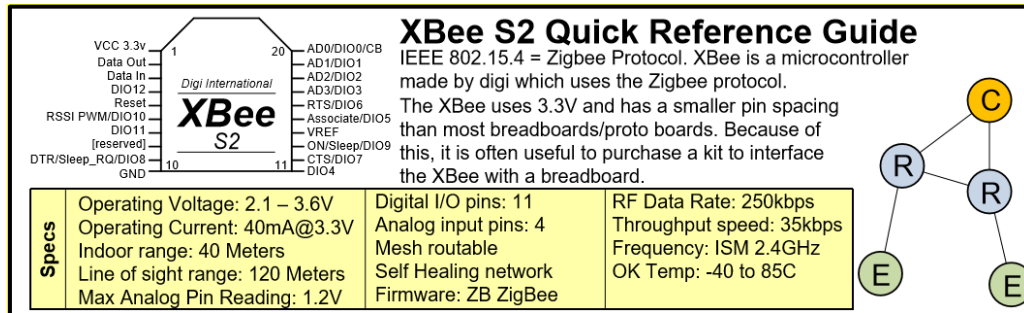 XBee S2 Quick Reference Guide
IEEE 802.15.4 = Zigbee Protocol. XBee is a microcontroller
made by digi which uses the Zigbee protocol.
The XBee uses 3.3V and has a smaller pin spacing
than most breadboards/proto boards. Because of
this, it is often useful to purchase a kit to interface
the XBee with a breadboard.
VCC 3.3v
Data Out
Data In
DIO12
Reset
RSSI PWM/DIO10
DIO11
[reserved]
DTR/Sleep_RQ/DIO8
GND
1
20
Digi International
XBee
S2
10
11
AD0/DIO0/CB
AD1/DIO1
AD2/DIO2
AD3/DIO3
RTS/DIO6
Associate/DIO5
VREF
ON/Sleep/DIO9
CTS/DIO7
DIO4
C
R
R
E
E
Specs
Operating Voltage: 2.1 – 3.6V
Operating Current: 40mA@3.3V
Indoor range: 40 Meters
Line of sight range: 120 Meters
Max Analog Pin Reading: 1.2V
Digital I/O pins: 11
Analog input pins: 4
Mesh routable
Self Healing network
Firmware: ZB ZigBee
RF Data Rate: 250kbps
Throughput speed: 35kbps
Frequency: ISM 2.4GHz
OK Temp: -40 to 85C